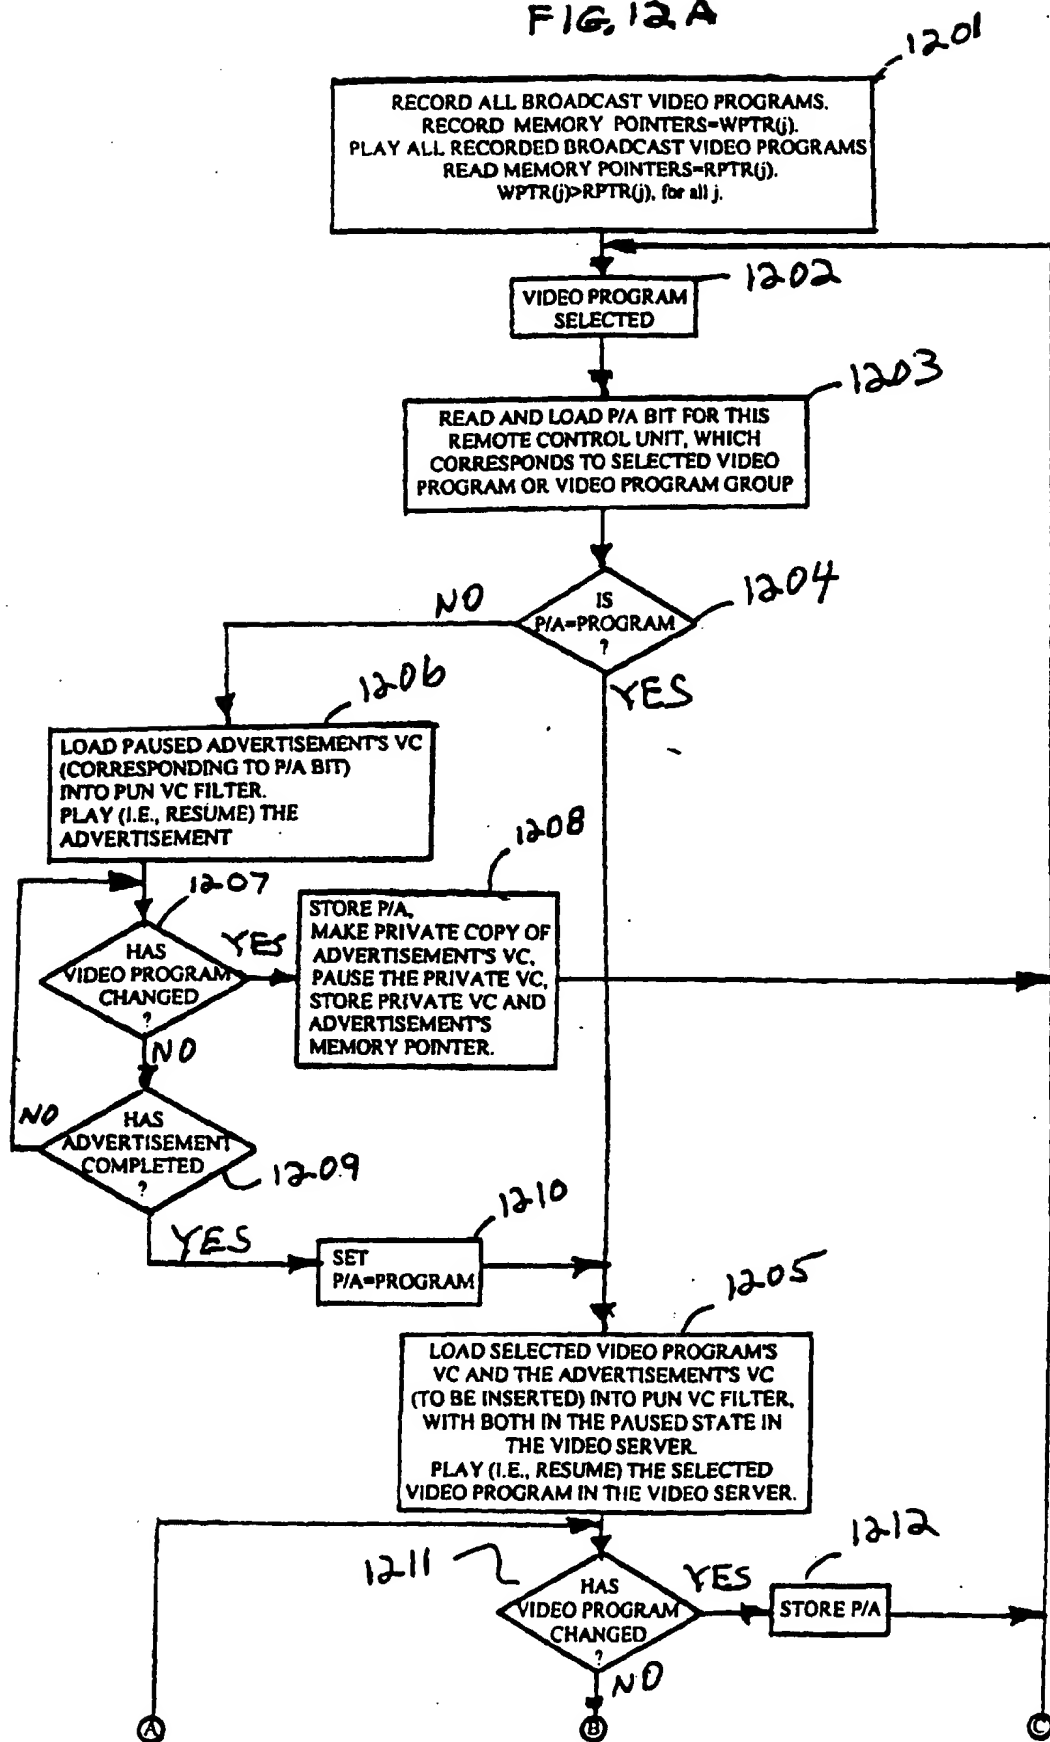 FIG. 12A
1201
RECORD ALL BROADCAST VIDEO PROGRAMS.
RECORD MEMORY POINTERS=WPTR(j).
PLAY ALL RECORDED BROADCAST VIDEO PROGRAMS
READ MEMORY POINTERS=RPTR(j).
WPTR(j)>RPTR(j), for all j.
1202
VIDEO PROGRAM
SELECTED
1203
READ AND LOAD P/A BIT FOR THIS
REMOTE CONTROL UNIT, WHICH
CORRESPONDS TO SELECTED VIDEO
PROGRAM OR VIDEO PROGRAM GROUP
1204
IS
P/A=PROGRAM
?
NO
YES
1206
LOAD PAUSED ADVERTISEMENT'S VC
(CORRESPONDING TO P/A BIT)
INTO PUN VC FILTER.
PLAY (I.E., RESUME) THE
ADVERTISEMENT
1207
HAS
VIDEO PROGRAM
CHANGED
?
YES
NO
1208
STORE P/A,
MAKE PRIVATE COPY OF
ADVERTISEMENT'S VC,
PAUSE THE PRIVATE VC,
STORE PRIVATE VC AND
ADVERTISEMENT'S
MEMORY POINTER.
NO
HAS
ADVERTISEMENT
COMPLETED
?
1209
YES
1210
SET
P/A=PROGRAM
1205
LOAD SELECTED VIDEO PROGRAM'S
VC AND THE ADVERTISEMENT'S VC
(TO BE INSERTED) INTO PUN VC FILTER,
WITH BOTH IN THE PAUSED STATE IN
THE VIDEO SERVER.
PLAY (I.E., RESUME) THE SELECTED
VIDEO PROGRAM IN THE VIDEO SERVER.
1211
HAS
VIDEO PROGRAM
CHANGED
?
YES
1212
STORE P/A
NO
A
B
C